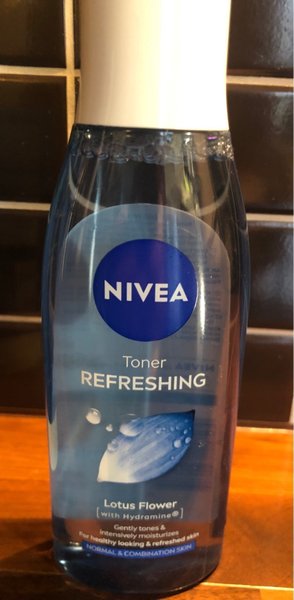 NIVEA
Toner
REFRESHING
Lotus Flower
[with Hydramine®]
Gently tones &
intensively moisturizes
For healthy looking & refreshed skin
NORMAL & COMBINATION SKIN